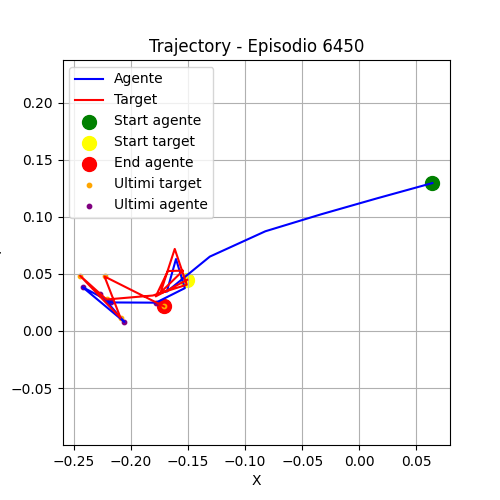 Trajectory - Episodio 6450
Agente
Target
Start agente
Start target
End agente
Ultimi target
Ultimi agente
0.20
0.15
0.10
0.05
0.00
−0.05
−0.25
−0.20
−0.15
−0.10
−0.05
0.00
0.05
X